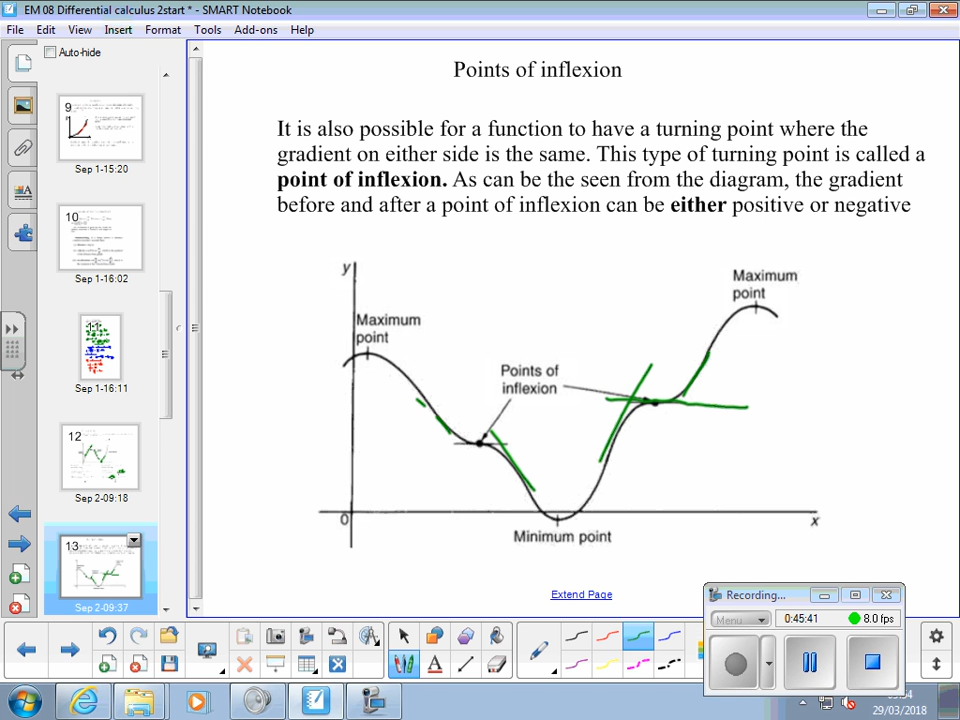 EM 08 Differential calculus 2start * - SMART Notebook
File Edit View Insert Format Tools Add-ons Help
Auto-hide
9
Sep 1-15:20
10
Sep 1-16:02
11
Sep 1-16:11
12
Sep 2-09:18
13
Sep 2-09:37
Points of inflexion
It is also possible for a function to have a turning point where the
gradient on either side is the same. This type of turning point is called a
point of inflexion. As can be the seen from the diagram, the gradient
before and after a point of inflexion can be either positive or negative
y
Maximum
point
Maximum
point
Points of
inflexion
0
x
Minimum point
Extend Page
Recording...
Menu
0:45:41
8.0 fps
29/03/2018